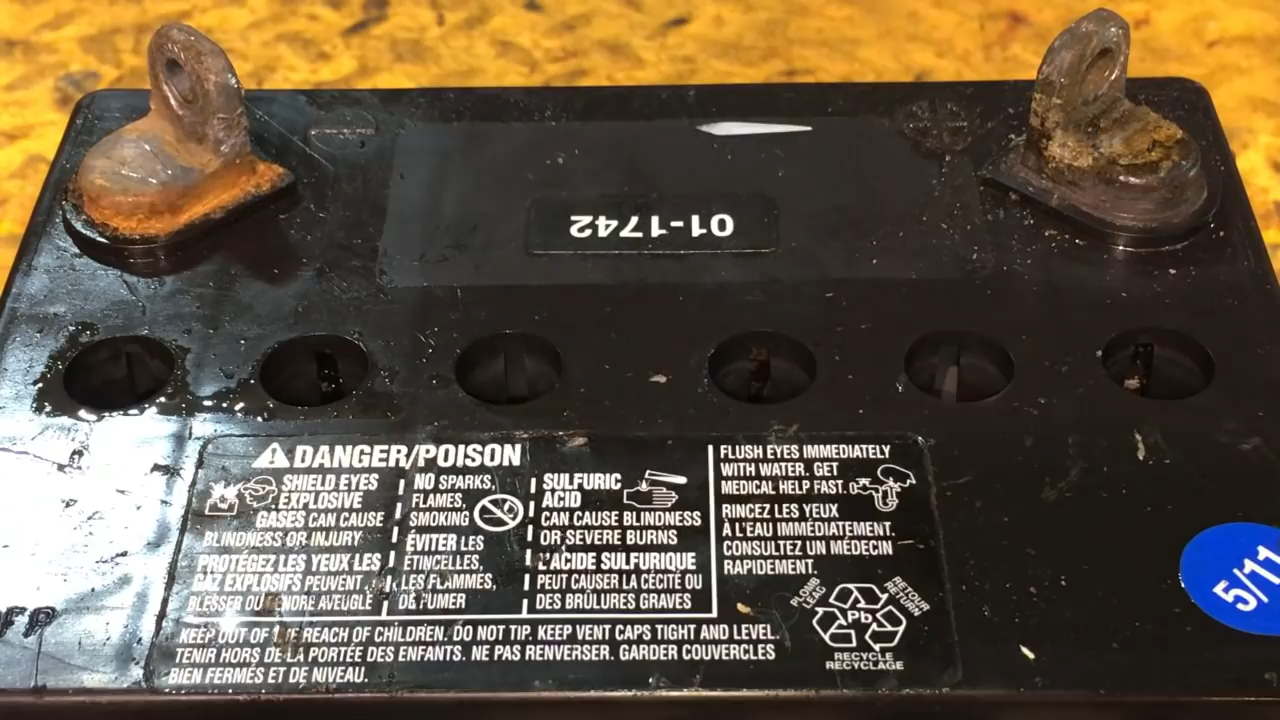 01-1742
DANGER/POISON
SHIELD EYES
EXPLOSIVE
GASES CAN CAUSE
BLINDNESS OR INJURY
PROTÉGEZ LES YEUX LES
GAZ EXPLOSIFS PEUVENT
BLESSER OU RENDRE AVEUGLE
NO SPARKS,
FLAMES,
SMOKING
ÉVITER LES
ÉTINCELLES,
LES FLAMMES,
DE FUMER
SULFURIC
ACID
CAN CAUSE BLINDNESS
OR SEVERE BURNS
L'ACIDE SULFURIQUE
PEUT CAUSER LA CÉCITÉ OU
DES BRÛLURES GRAVES
FLUSH EYES IMMEDIATELY
WITH WATER. GET
MEDICAL HELP FAST.
RINCEZ LES YEUX
À L'EAU IMMÉDIATEMENT.
CONSULTEZ UN MÉDECIN
RAPIDEMENT.
PLOMB
LEAD
RETOUR
RETURN
Pb
RECYCLE
RECYCLAGE
KEEP OUT OF THE REACH OF CHILDREN. DO NOT TIP. KEEP VENT CAPS TIGHT AND LEVEL.
TENIR HORS DE LA PORTÉE DES ENFANTS. NE PAS RENVERSER. GARDER COUVERCLES
BIEN FERMÉS ET DE NIVEAU.
5/11